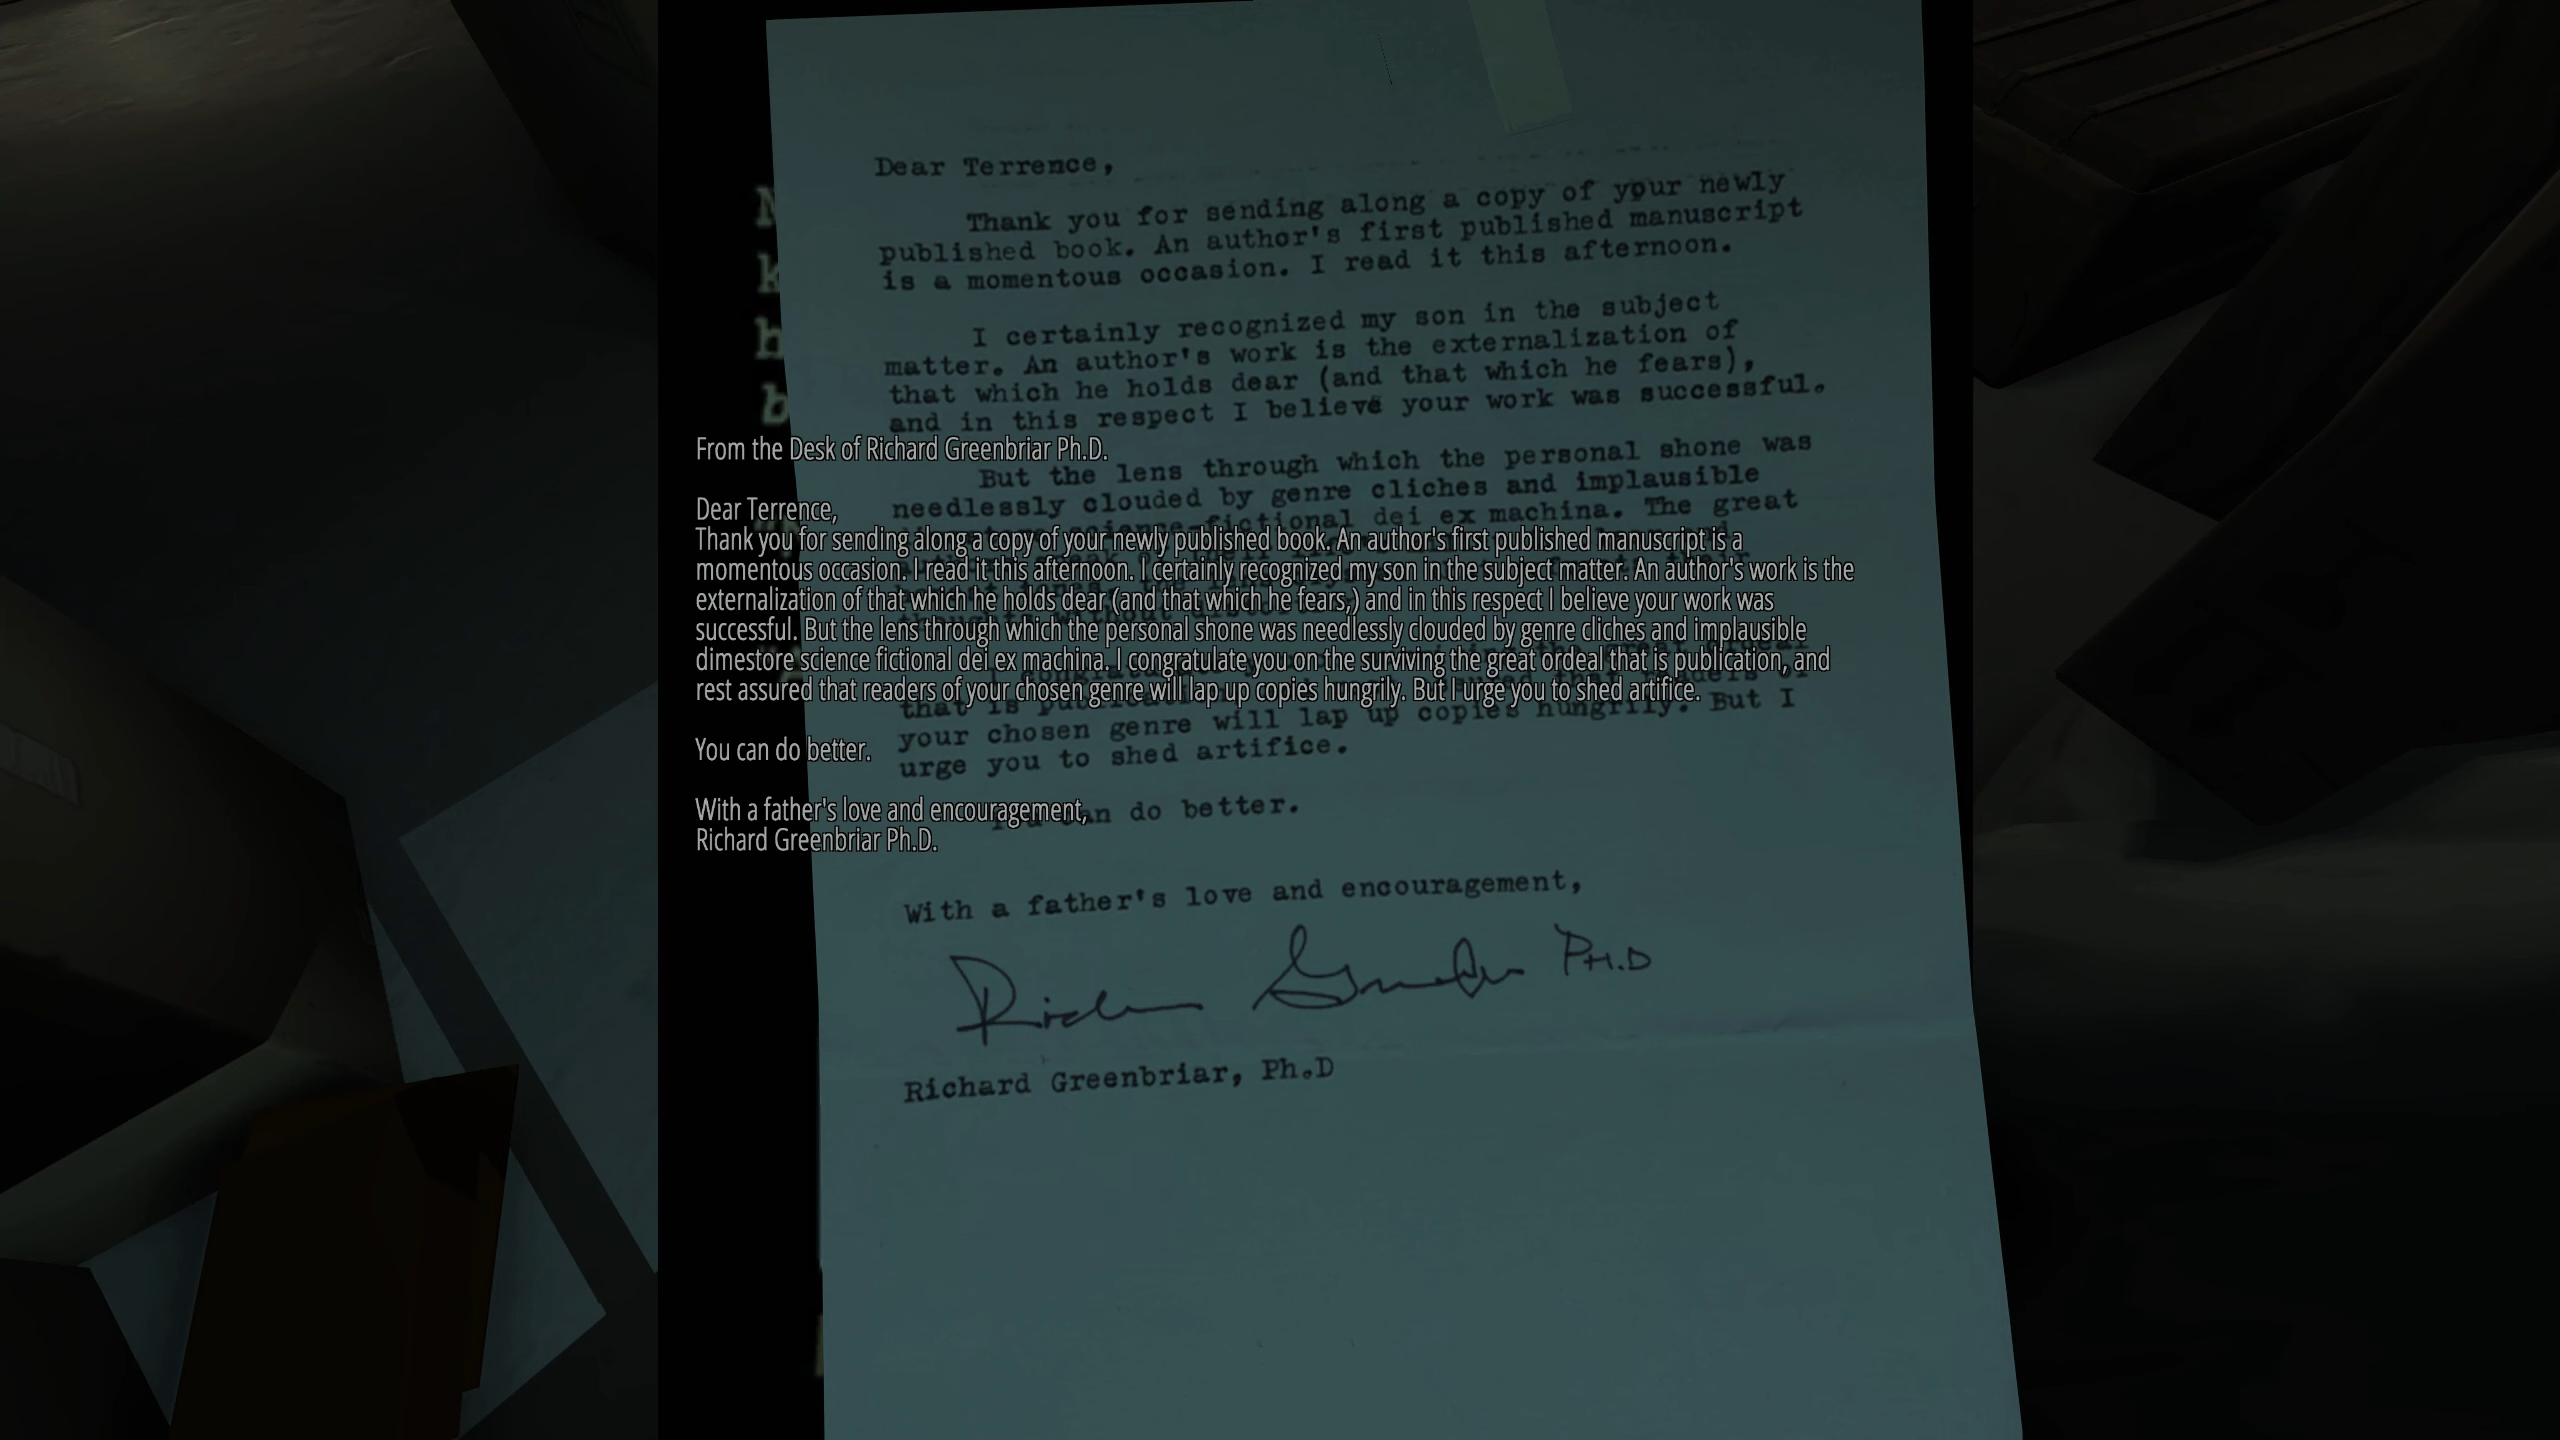 Dear Terrence,
Thank you for sending along a copy of your newly
published book. An author's first published manuscript
is a momentous occasion. I read it this afternoon.
I certainly recognized my son in the subject
matter. An author's work is the externalization of
that which he holds dear (and that which he fears),
and in this respect I believe your work was successful.
But the lens through which the personal shone was
needlessly clouded by genre cliches and implausible
science-fictional dei ex machina. The great
that is
your chosen genre will lap up copies hungrily. But I
urge you to shed artifice.
can do better.
With a father's love and encouragement,
PH.D
Richard Greenbriar, Ph.D
From the Desk of Richard Greenbriar Ph.D.
Dear Terrence,
Thank you for sending along a copy of your newly published book. An author's first published manuscript is a
momentous occasion. I read it this afternoon. I certainly recognized my son in the subject matter. An author's work is the
externalization of that which he holds dear (and that which he fears,) and in this respect I believe your work was
successful. But the lens through which the personal shone was needlessly clouded by genre cliches and implausible
dimestore science fictional dei ex machina. I congratulate you on the surviving the great ordeal that is publication, and
rest assured that readers of your chosen genre will lap up copies hungrily. But I urge you to shed artifice.
You can do better.
With a father's love and encouragement,
Richard Greenbriar Ph.D.